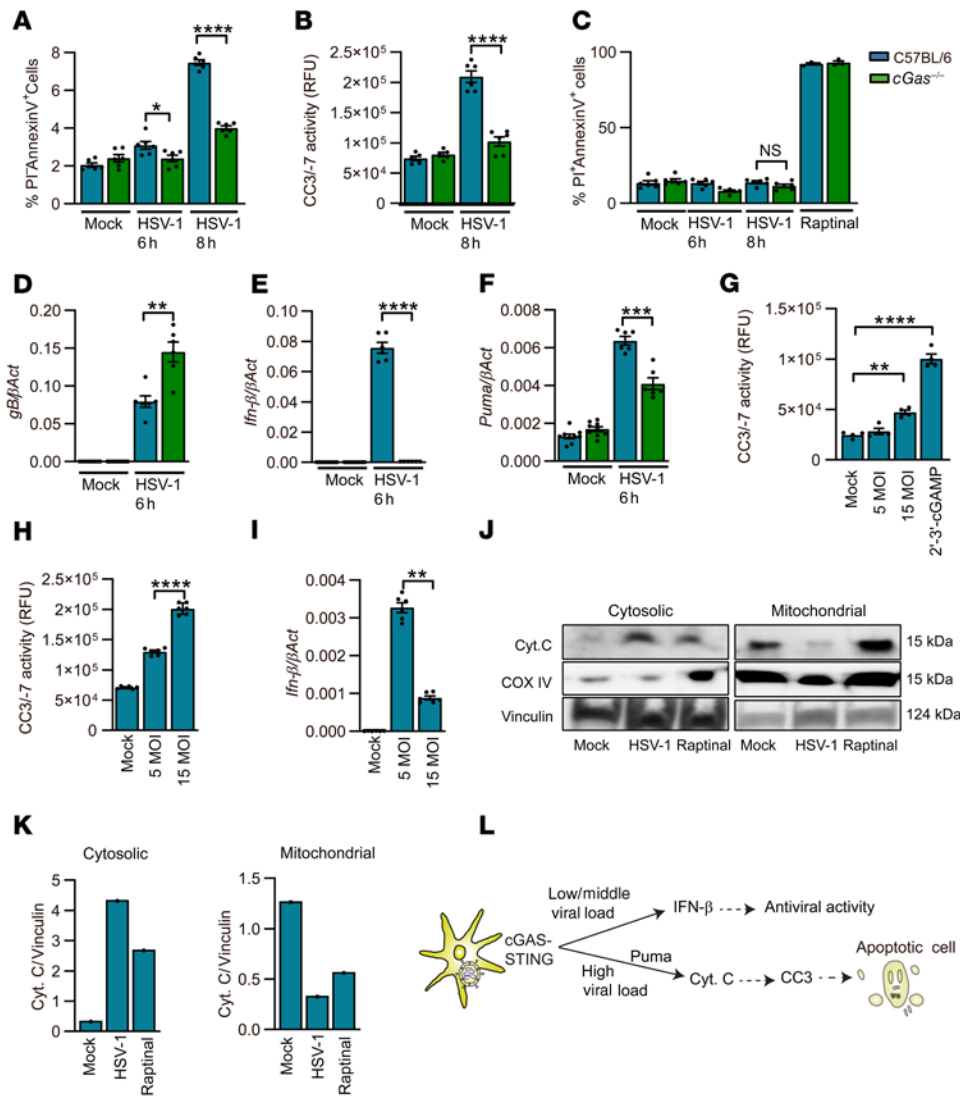 A
% PI⁻AnnexinV⁺Cells
8
6
4
2
0
****
*
Mock
HSV-1
6 h
HSV-1
8 h
B
CC3/-7 activity (RFU)
2.5×10⁵
2×10⁵
1.5×10⁵
1×10⁵
5×10⁴
0
****
Mock
HSV-1
8 h
C
% PI⁺AnnexinV⁺ cells
100
50
0
NS
Mock
HSV-1
6 h
HSV-1
8 h
Raptinal
C57BL/6
cGas⁻/⁻
D
gB/βAct
0.20
0.15
0.10
0.05
0.00
**
Mock
HSV-1
6 h
E
Ifn-β/βAct
0.10
0.08
0.06
0.04
0.02
0.00
****
Mock
HSV-1
6 h
F
Puma/βAct
0.008
0.006
0.004
0.002
0.000
***
Mock
HSV-1
6 h
G
CC3/-7 activity (RFU)
1×10⁵
5×10⁴
0
****
**
Mock
5 MOI
15 MOI
2'-3'-cGAMP
H
CC3/-7 activity (RFU)
2.5×10⁵
2×10⁵
1.5×10⁵
1×10⁵
5×10⁴
0
****
Mock
5 MOI
15 MOI
I
Ifn-β/βAct
0.004
0.003
0.002
0.001
0.000
**
Mock
5 MOI
15 MOI
J
Cytosolic
Mitochondrial
Cyt.C
15 kDa
COX IV
15 kDa
Vinculin
124 kDa
Mock
HSV-1
Raptinal
Mock
HSV-1
Raptinal
K
Cytosolic
Cyt. C/Vinculin
5
4
3
2
1
0
Mock
HSV-1
Raptinal
Mitochondrial
Cyt. C/Vinculin
1.5
1.0
0.5
0.0
Mock
HSV-1
Raptinal
L
cGAS-
STING
Low/middle
viral load
IFN-β
Antiviral activity
Puma
High
viral load
Cyt. C
CC3
Apoptotic cell